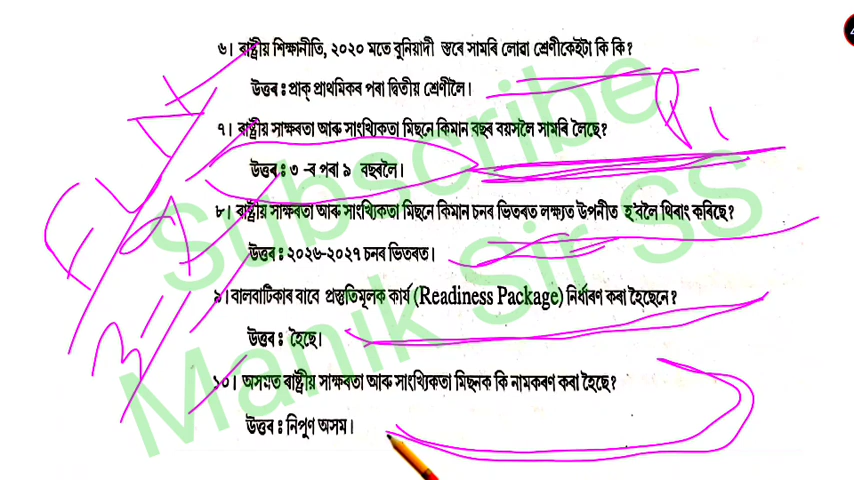 ৬। ৰাষ্ট্ৰীয় শিক্ষানীতি, ২০২০ মতে বুনিয়াদী স্তৰে সামৰি লোৱা শ্ৰেণীকেইটা কি কি?
উত্তৰ : প্ৰাক্ প্ৰাথমিকৰ পৰা দ্বিতীয় শ্ৰেণীলৈ।
৭। ৰাষ্ট্ৰীয় সাক্ষৰতা আৰু সাংখ্যিকতা মিছনে কিমান বছৰ বয়সলৈ সামৰি লৈছে?
উত্তৰ : ৩ -ৰ পৰা ৯ বছৰলৈ।
৮। ৰাষ্ট্ৰীয় সাক্ষৰতা আৰু সাংখ্যিকতা মিছনে কিমান চনৰ ভিতৰত লক্ষ্যত উপনীত হ'বলৈ থিৰাং কৰিছে?
উত্তৰ : ২০২৬-২০২৭ চনৰ ভিতৰত।
৯। বালবাটিকাৰ বাবে প্ৰস্তুতিমূলক কাৰ্য (Readiness Package) নিৰ্ধাৰণ কৰা হৈছেনে?
উত্তৰ : হৈছে।
১০। অসমত ৰাষ্ট্ৰীয় সাক্ষৰতা আৰু সাংখ্যিকতা মিছনক কি নামকৰণ কৰা হৈছে?
উত্তৰ : নিপুণ অসম।
Subscribe
Manik Sir SS